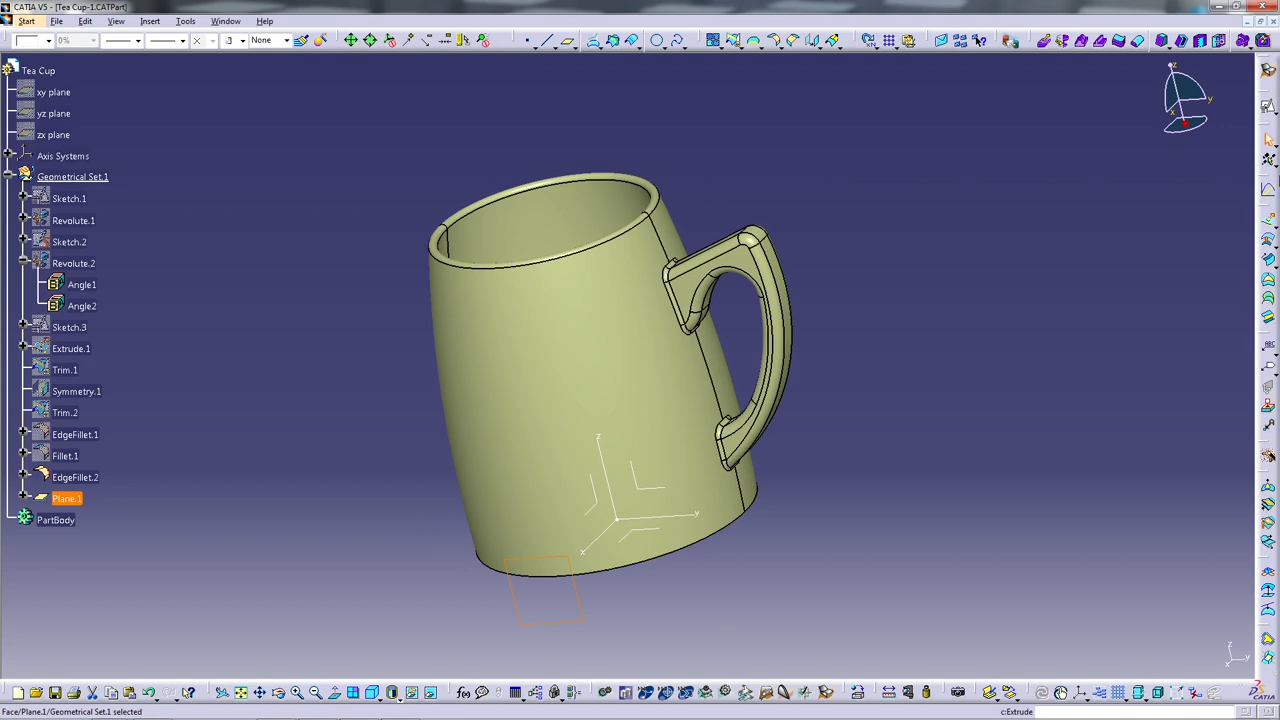 CATIA V5 - [Tea Cup-1.CATPart]
Start File Edit View Insert Tools Window Help
0% None
Tea Cup
xy plane
yz plane
zx plane
Axis Systems
Geometrical Set.1
Sketch.1
Revolute.1
Sketch.2
Revolute.2
Angle1
Angle2
Sketch.3
Extrude.1
Trim.1
Symmetry.1
Trim.2
EdgeFillet.1
Fillet.1
EdgeFillet.2
Plane.1
PartBody
z
y
x
z
y
x
z
y
x
ABC
f(x)
CATIA
Face/Plane.1/Geometrical Set.1 selected
c:Extrude